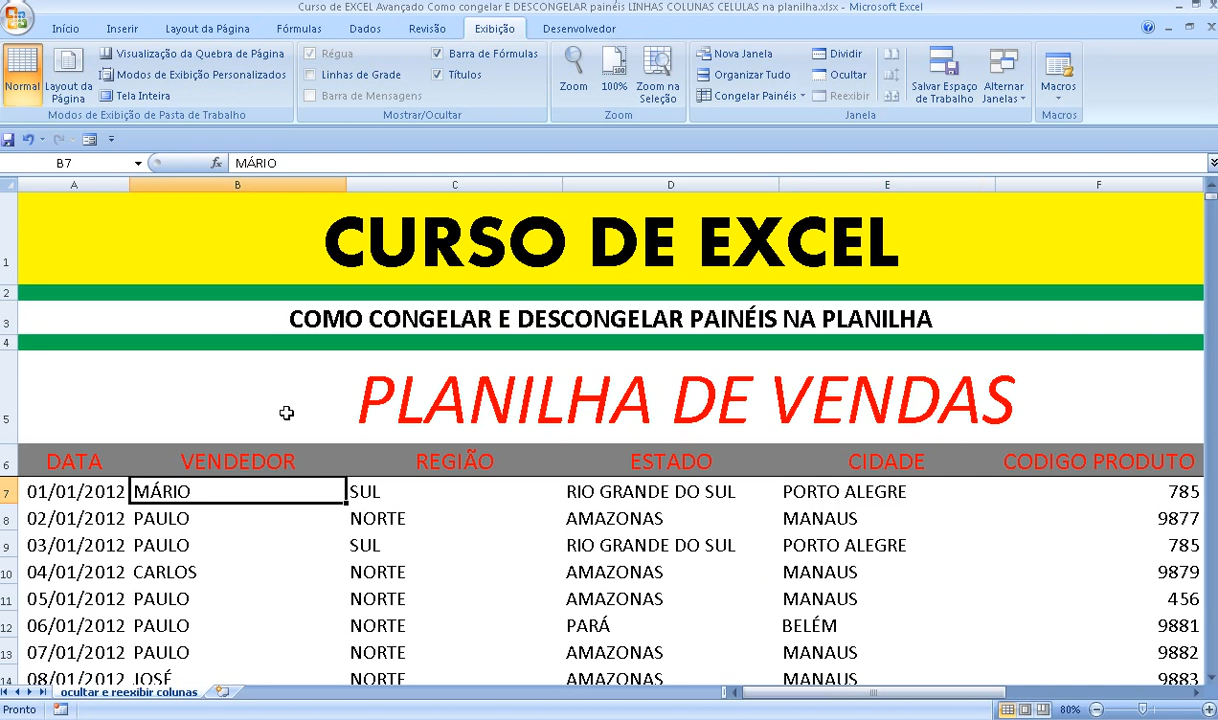 Curso de EXCEL Avançado Como congelar E DESCONGELAR painéis LINHAS COLUNAS CELULAS na planilha.xlsx - Microsoft Excel
Início Inserir Layout da Página Fórmulas Dados Revisão Exibição Desenvolvedor
Normal
Layout da Página
Visualização da Quebra de Página
Modos de Exibição Personalizados
Tela Inteira
Modos de Exibição de Pasta de Trabalho
Régua
Linhas de Grade
Barra de Mensagens
Barra de Fórmulas
Títulos
Mostrar/Ocultar
Zoom
100%
Zoom na Seleção
Zoom
Nova Janela
Organizar Tudo
Congelar Painéis
Dividir
Ocultar
Reexibir
Salvar Espaço de Trabalho
Alternar Janelas
Janela
Macros
Macros
B7 fx MÁRIO
A B C D E F
1 CURSO DE EXCEL
2
3 COMO CONGELAR E DESCONGELAR PAINÉIS NA PLANILHA
4
5 PLANILHA DE VENDAS
6 DATA VENDEDOR REGIÃO ESTADO CIDADE CODIGO PRODUTO
7 01/01/2012 MÁRIO SUL RIO GRANDE DO SUL PORTO ALEGRE 785
8 02/01/2012 PAULO NORTE AMAZONAS MANAUS 9877
9 03/01/2012 PAULO SUL RIO GRANDE DO SUL PORTO ALEGRE 785
10 04/01/2012 CARLOS NORTE AMAZONAS MANAUS 9879
11 05/01/2012 PAULO NORTE AMAZONAS MANAUS 456
12 06/01/2012 PAULO NORTE PARÁ BELÉM 9881
13 07/01/2012 PAULO NORTE AMAZONAS MANAUS 9882
14 08/01/2012 JOSÉ NORTE AMAZONAS MANAUS 9883
ocultar e reexibir colunas
Pronto 80%